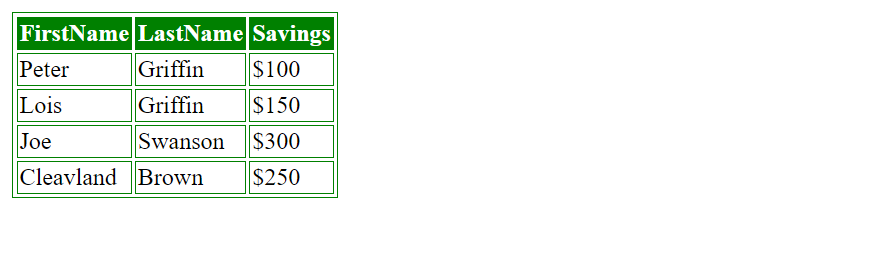 FirstName LastName Savings
Peter Griffin $100
Lois Griffin $150
Joe Swanson $300
Cleavland Brown $250